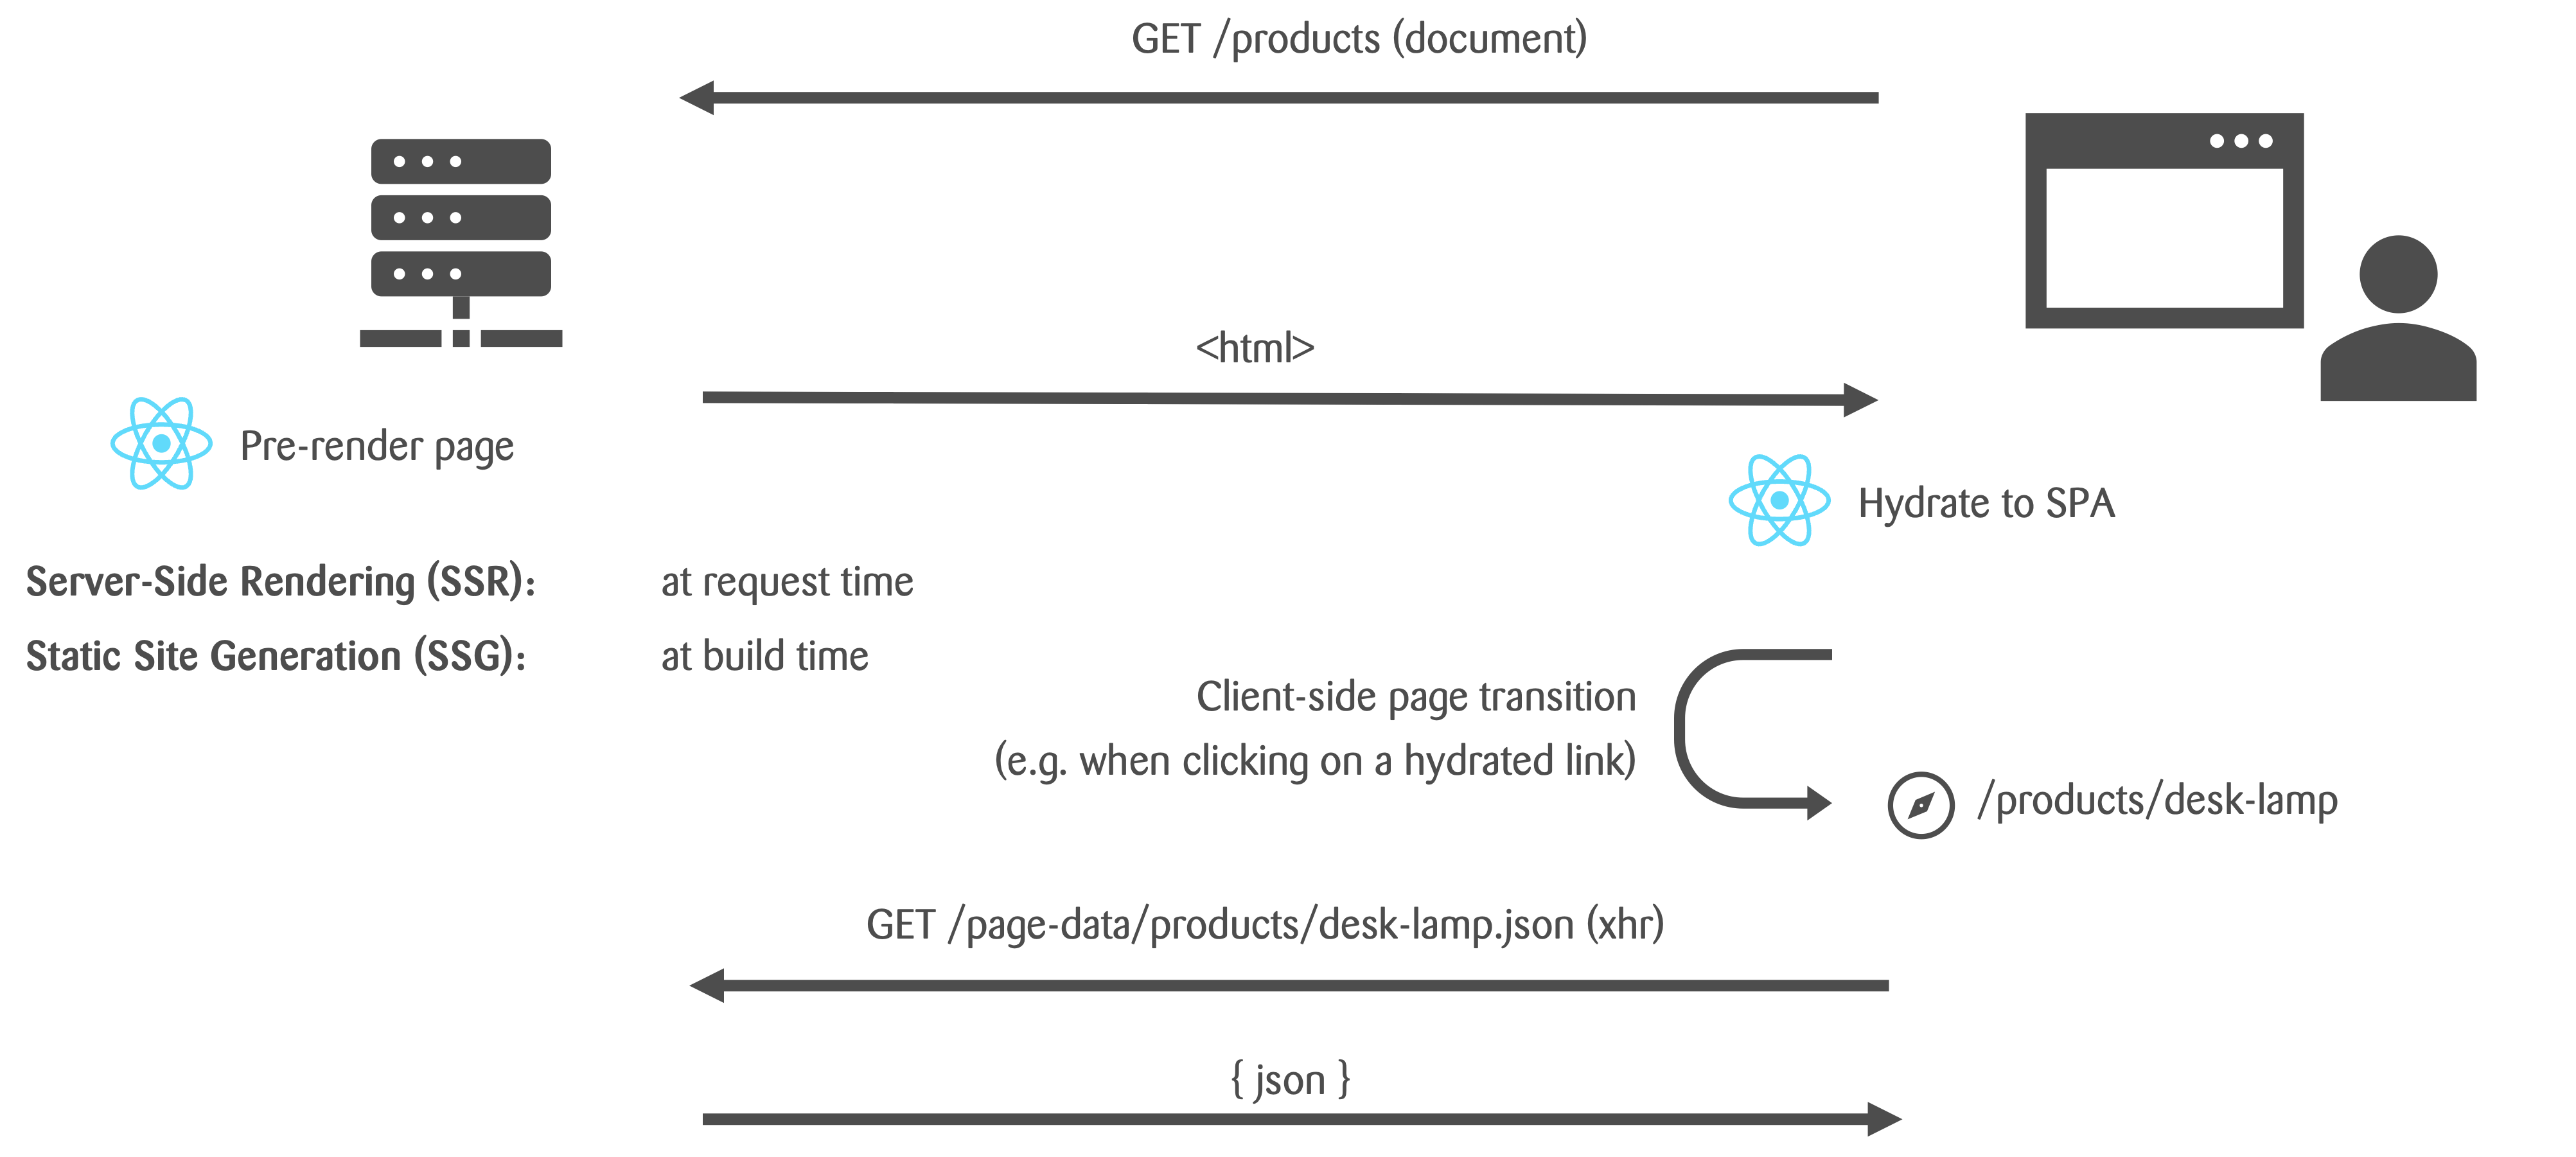 GET /products (document)
<html>
Pre-render page
Hydrate to SPA
Server-Side Rendering (SSR): at request time
Static Site Generation (SSG): at build time
Client-side page transition
(e.g. when clicking on a hydrated link)
/products/desk-lamp
GET /page-data/products/desk-lamp.json (xhr)
{ json }